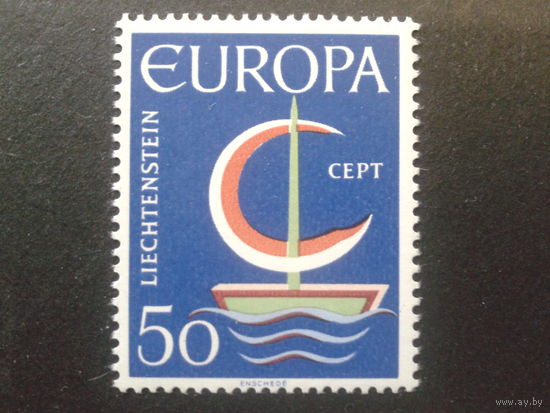 EUROPA
LIECHTENSTEIN
CEPT
50
ENSCHEDÉ
www.ay.by